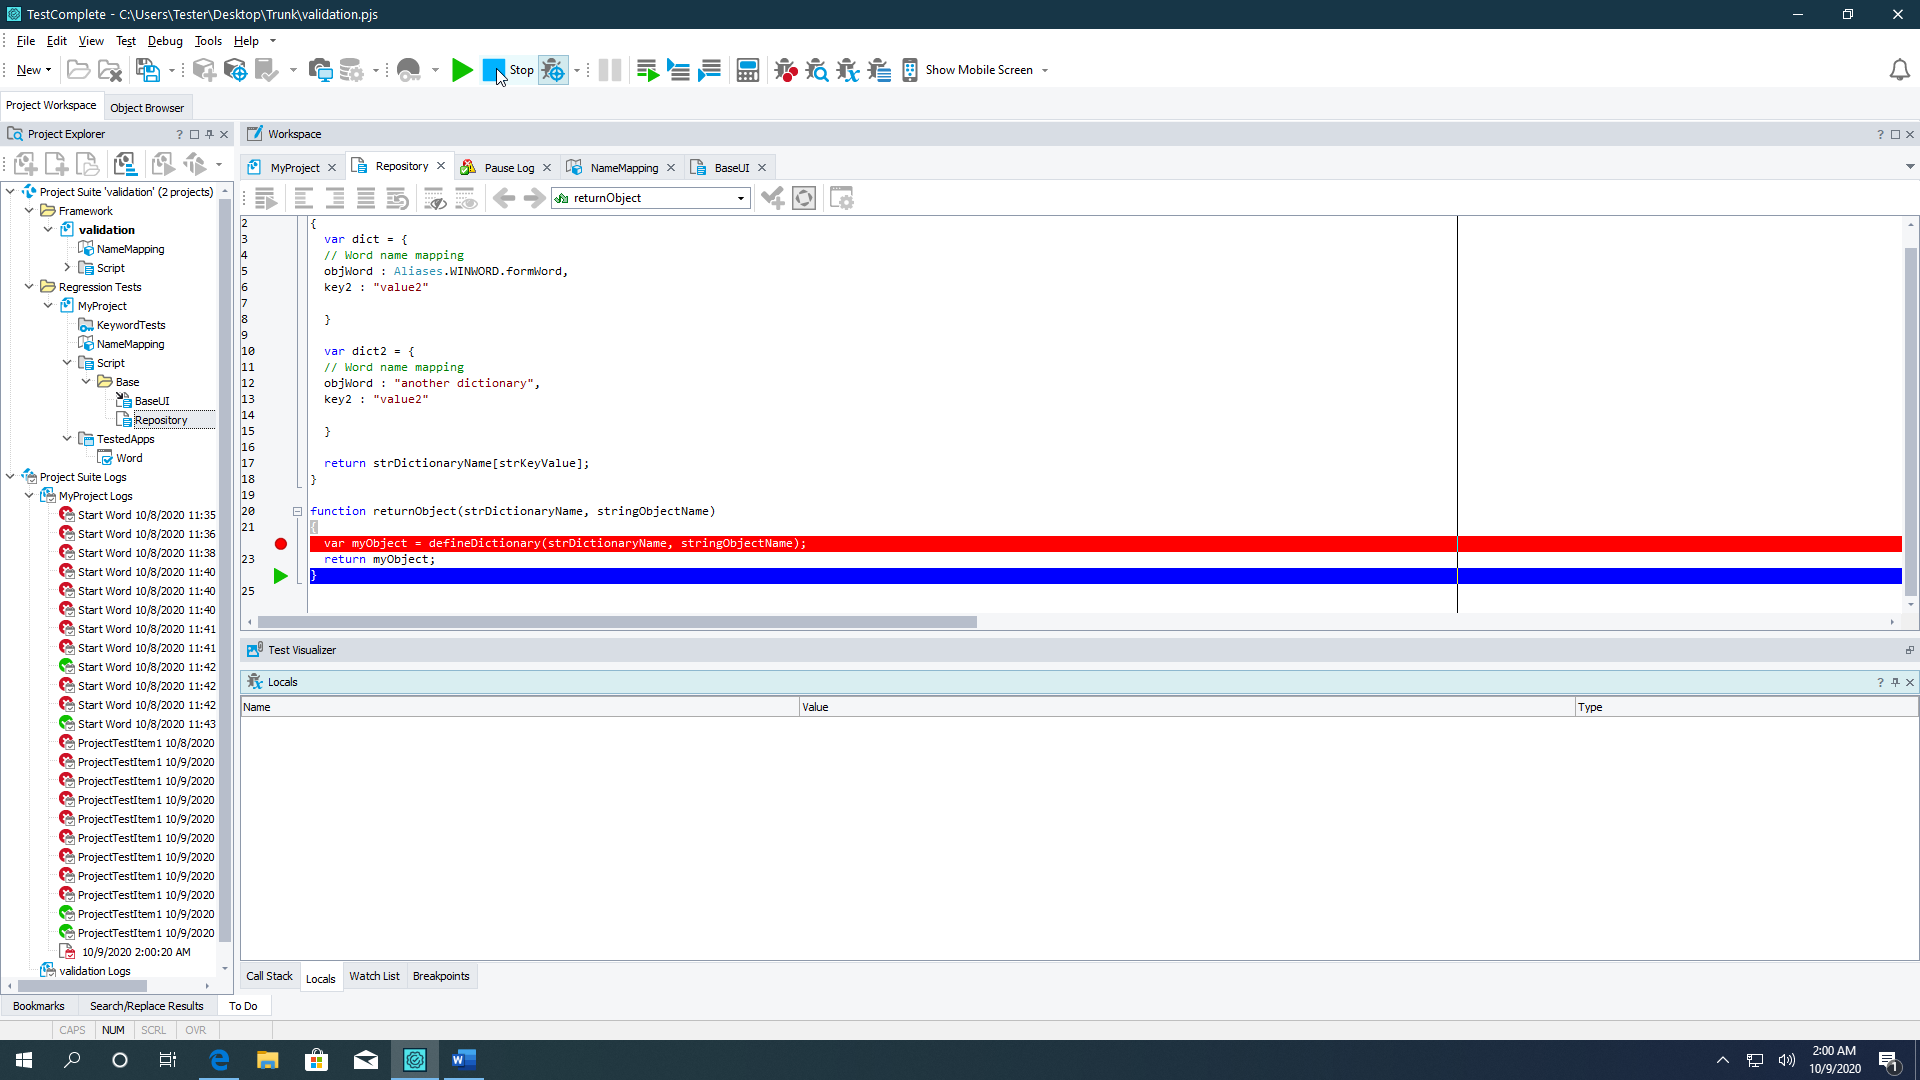 TestComplete - C:\Users\Tester\Desktop\Trunk\validation.pjs
File Edit View Test Debug Tools Help
New Stop Show Mobile Screen
Project Workspace Object Browser
Project Explorer
Workspace
MyProject Repository Pause Log NameMapping BaseUI
returnObject
Project Suite 'validation' (2 projects)
Framework
validation
NameMapping
Script
Regression Tests
MyProject
KeywordTests
NameMapping
Script
Base
BaseUI
Repository
TestedApps
Word
Project Suite Logs
MyProject Logs
Start Word 10/8/2020 11:35
Start Word 10/8/2020 11:36
Start Word 10/8/2020 11:38
Start Word 10/8/2020 11:40
Start Word 10/8/2020 11:40
Start Word 10/8/2020 11:40
Start Word 10/8/2020 11:41
Start Word 10/8/2020 11:41
Start Word 10/8/2020 11:42
Start Word 10/8/2020 11:42
Start Word 10/8/2020 11:42
Start Word 10/8/2020 11:43
ProjectTestItem1 10/8/2020
ProjectTestItem1 10/9/2020
ProjectTestItem1 10/9/2020
ProjectTestItem1 10/9/2020
ProjectTestItem1 10/9/2020
ProjectTestItem1 10/9/2020
ProjectTestItem1 10/9/2020
ProjectTestItem1 10/9/2020
ProjectTestItem1 10/9/2020
ProjectTestItem1 10/9/2020
ProjectTestItem1 10/9/2020
10/9/2020 2:00:20 AM
validation Logs
2 {
3 var dict = {
4 // Word name mapping
5 objWord : Aliases.WINWORD.formWord,
6 key2 : "value2"
7
8 }
9
10 var dict2 = {
11 // Word name mapping
12 objWord : "another dictionary",
13 key2 : "value2"
14
15 }
16
17 return strDictionaryName[strKeyValue];
18 }
19
20 function returnObject(strDictionaryName, stringObjectName)
21 {
var myObject = defineDictionary(strDictionaryName, stringObjectName);
23 return myObject;
}
25
Test Visualizer
Locals
Name Value Type
Call Stack Locals Watch List Breakpoints
Bookmarks Search/Replace Results To Do
CAPS NUM SCRL OVR
2:00 AM
10/9/2020
1